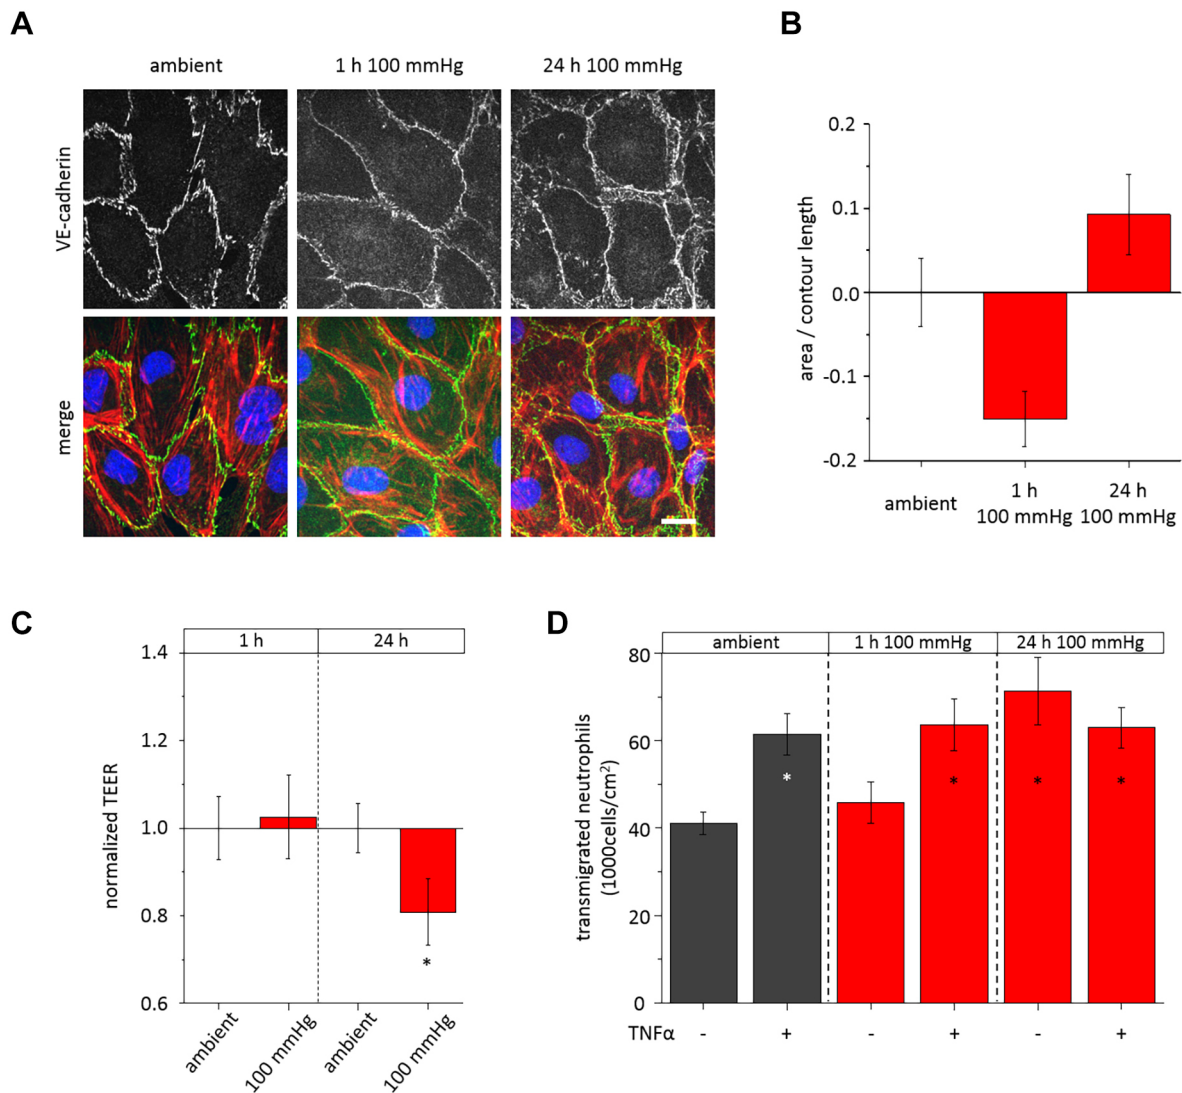 A
ambient
1 h 100 mmHg
24 h 100 mmHg
VE-cadherin
merge
B
area / contour length
0.2
0.1
0.0
-0.1
-0.2
ambient
1 h
100 mmHg
24 h
100 mmHg
C
1 h
24 h
normalized TEER
1.4
1.2
1.0
0.8
0.6
*
ambient
100 mmHg
ambient
100 mmHg
D
ambient
1 h 100 mmHg
24 h 100 mmHg
transmigrated neutrophils
(1000cells/cm²)
80
60
40
20
0
*
*
*
*
TNFα
-
+
-
+
-
+